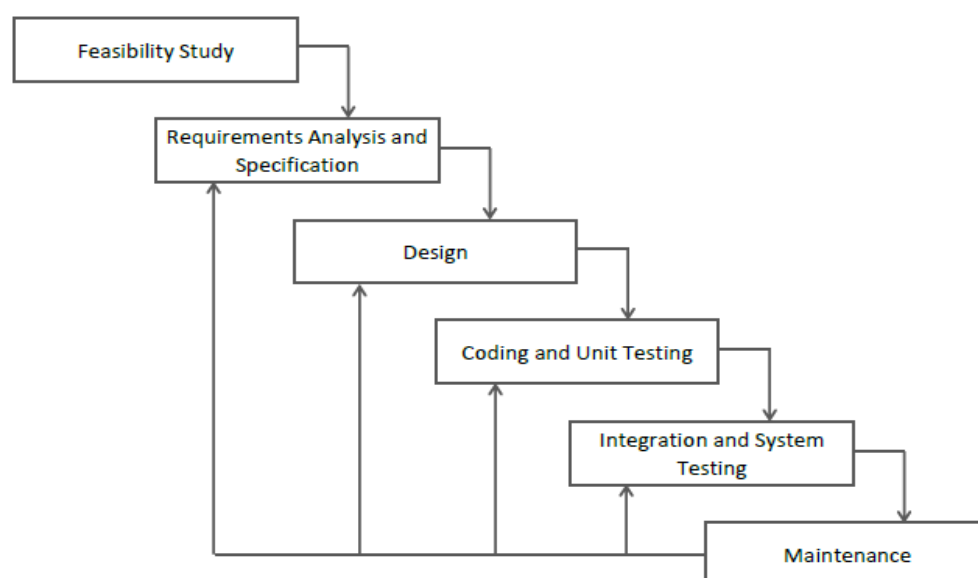 Feasibility Study
Requirements Analysis and
Specification
Design
Coding and Unit Testing
Integration and System
Testing
Maintenance